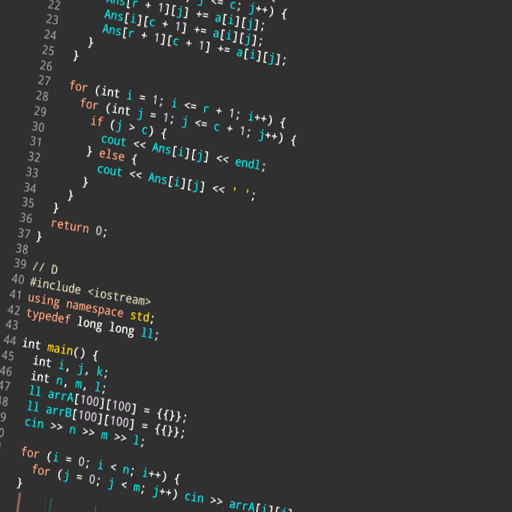 22 Ans[r + 1][j] += a[i][j];
23 Ans[i][c + 1] += a[i][j];
24 Ans[r + 1][c + 1] += a[i][j];
25 }
26 }
27
28 for (int i = 1; i <= r + 1; i++) {
29 for (int j = 1; j <= c + 1; j++) {
30 if (j > c) {
31 cout << Ans[i][j] << endl;
32 } else {
33 cout << Ans[i][j] << ' ';
34 }
35 }
36 }
37 return 0;
38 }
39
40 // D
41 #include <iostream>
42 using namespace std;
43 typedef long long ll;
44
45 int main() {
46 int i, j, k;
47 int n, m, l;
48 ll arrA[100][100] = {{}};
49 ll arrB[100][100] = {{}};
cin >> n >> m >> l;
for (i = 0; i < n; i++) {
for (j = 0; j < m; j++) cin >> arrA[i][j]
}